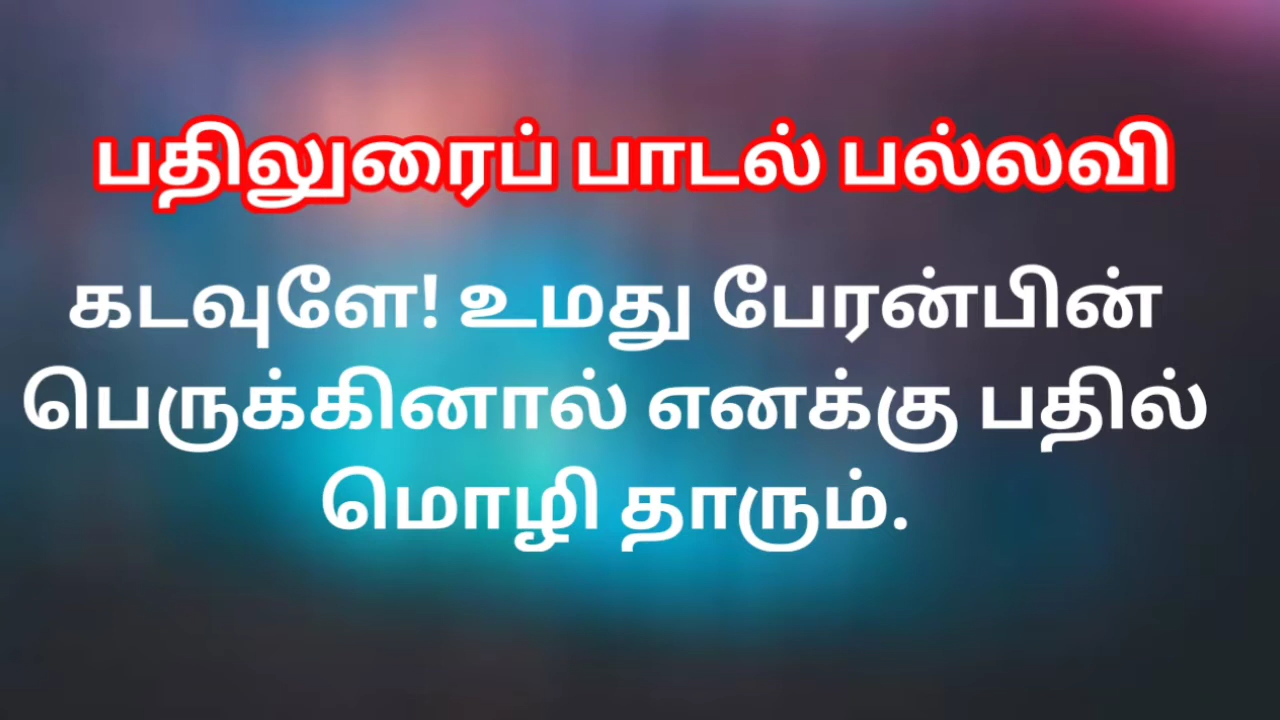 பதிலுரைப் பாடல் பல்லவி
கடவுளே! உமது பேரன்பின்
பெருக்கினால் எனக்கு பதில்
மொழி தாரும்.